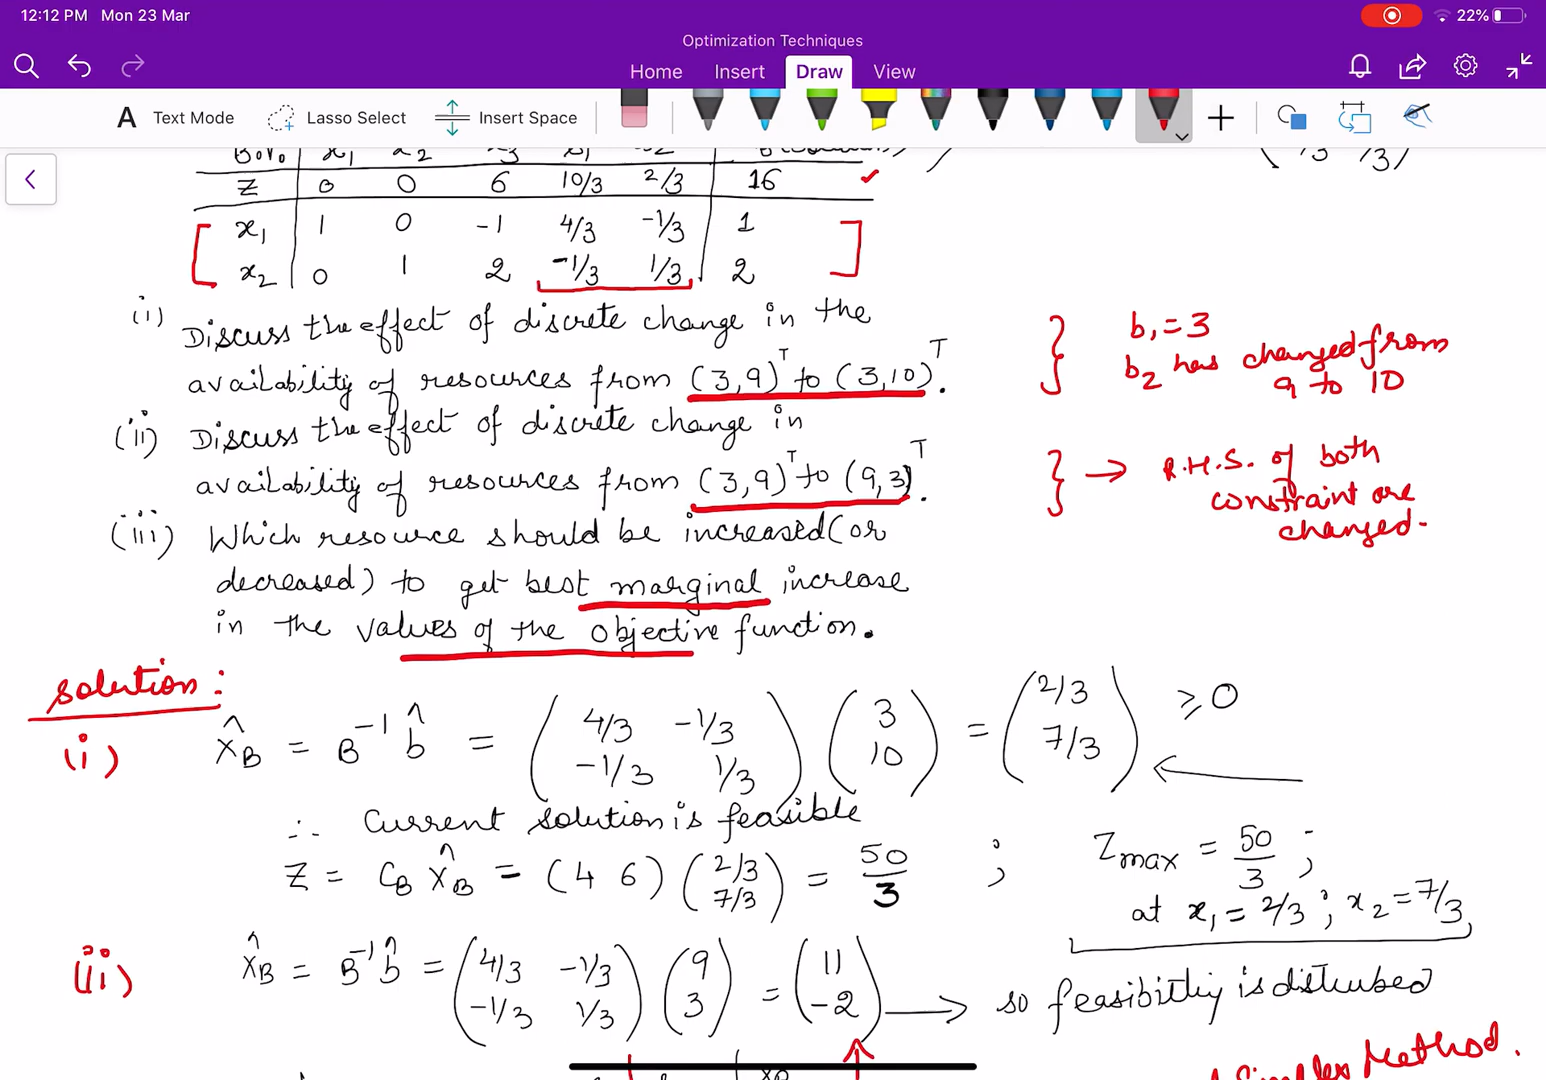 12:12 PM Mon 23 Mar
22%
Optimization Techniques
Home Insert Draw View
A Text Mode Lasso Select Insert Space
x1 x2
Z 0 0 6 10/3 2/3 16
x1 1 0 -1 4/3 -1/3 1
x2 0 1 2 -1/3 1/3 2
(i) Discuss the effect of discrete change in the
availability of resources from (3,9)^T to (3,10)^T.
b1 = 3
b2 has changed from
9 to 10
(ii) Discuss the effect of discrete change in
availability of resources from (3,9)^T to (9,3)^T.
→ R.H.S. of both
constraint are
changed.
(iii) Which resource should be increased (or
decreased) to get best marginal increase
in the values of the objective function.
solution:
(i) X̂B = B^-1 b̂ = (4/3 -1/3 ; -1/3 1/3) (3 ; 10) = (2/3 ; 7/3) ≥ 0
∴ Current solution is feasible
Z = CB X̂B = (4 6) (2/3 ; 7/3) = 50/3 ; Zmax = 50/3 ;
at x1 = 2/3 ; x2 = 7/3
(ii) X̂B = B^-1 b̂ = (4/3 -1/3 ; -1/3 1/3) (9 ; 3) = (11 ; -2) → so feasibitliy is distrubed
Method.